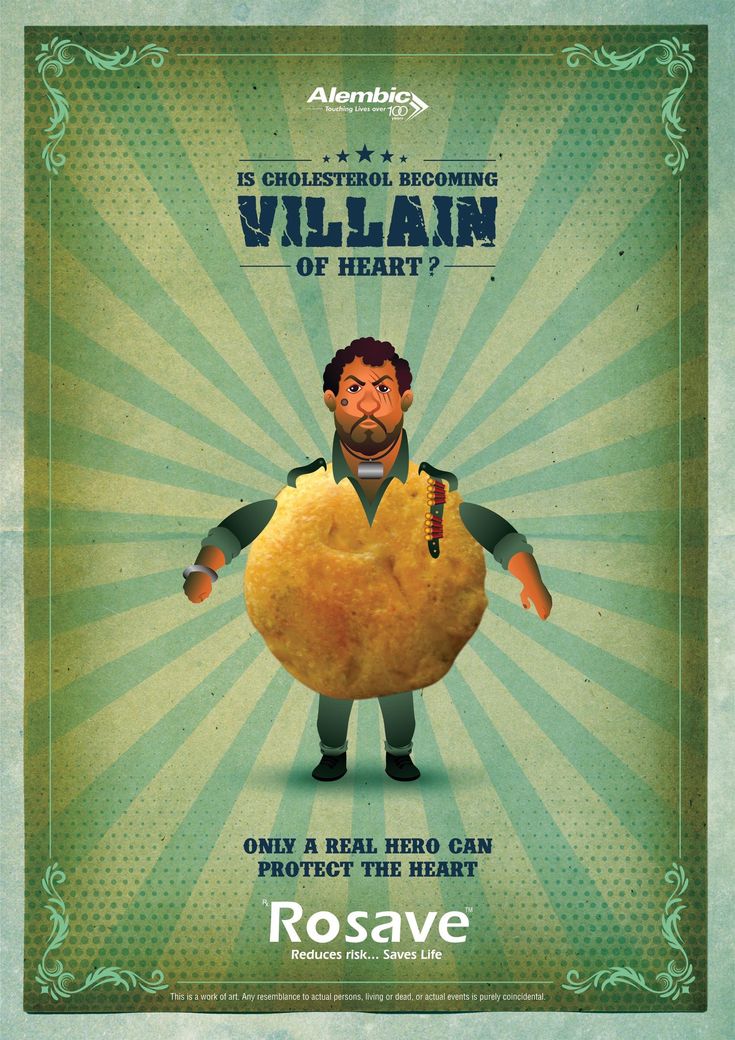 Alembic
Touching Lives over 100 years
IS CHOLESTEROL BECOMING
VILLAIN
OF HEART ?
ONLY A REAL HERO CAN
PROTECT THE HEART
Rx Rosave™
Reduces risk... Saves Life
This is a work of art. Any resemblance to actual persons, living or dead, or actual events is purely coincidental.